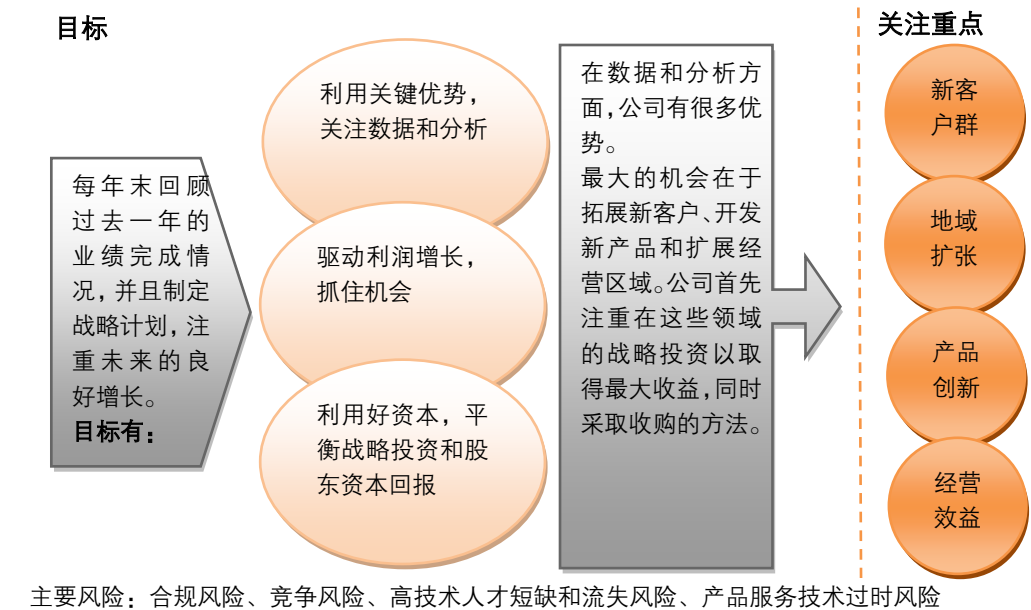 目标
每年末回顾
过去一年的
业绩完成情
况，并且制定
战略计划，注
重未来的良
好增长。
目标有：
利用关键优势，
关注数据和分析
驱动利润增长，
抓住机会
利用好资本，平
衡战略投资和股
东资本回报
在数据和分析方
面，公司有很多优
势。
最大的机会在于
拓展新客户、开发
新产品和扩展经
营区域。公司首先
注重在这些领域
的战略投资以取
得最大收益，同时
采取收购的方法。
关注重点
新客
户群
地域
扩张
产品
创新
经营
效益
主要风险：合规风险、竞争风险、高技术人才短缺和流失风险、产品服务技术过时风险